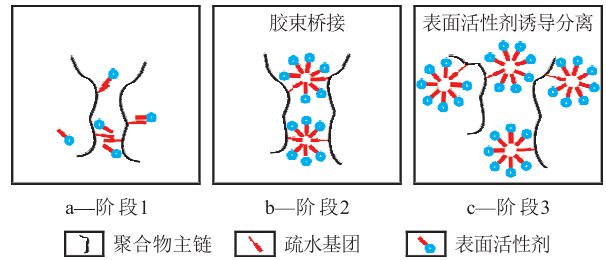 胶束桥接
表面活性剂诱导分离
a—阶段1
b—阶段2
c—阶段3
聚合物主链
疏水基团
表面活性剂